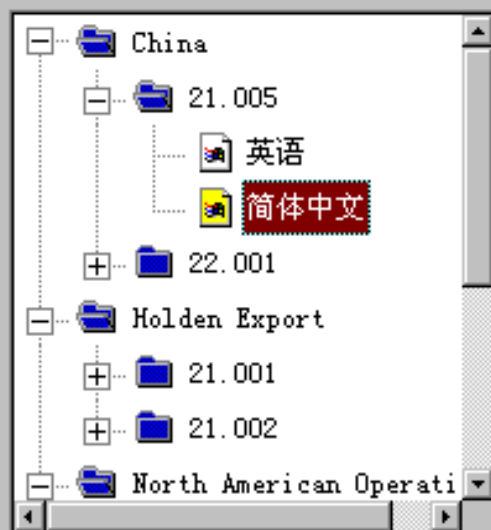 China
21.005
英语
简体中文
22.001
Holden Export
21.001
21.002
North American Operati